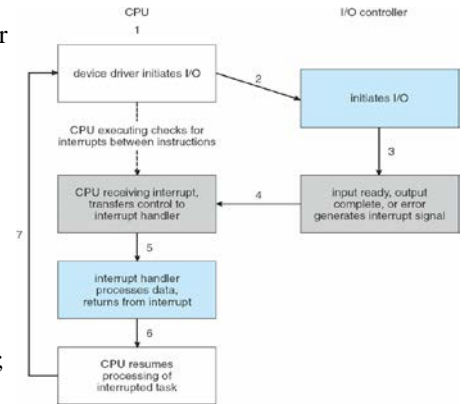 CPU
I/O controller
r
1
device driver initiates I/O
2
initiates I/O
CPU executing checks for
interrupts between instructions
3
CPU receiving interrupt,
transfers control to
interrupt handler
4
input ready, output
complete, or error
generates interrupt signal
7
5
interrupt handler
processes data,
returns from interrupt
6
;
CPU resumes
processing of
interrupted task